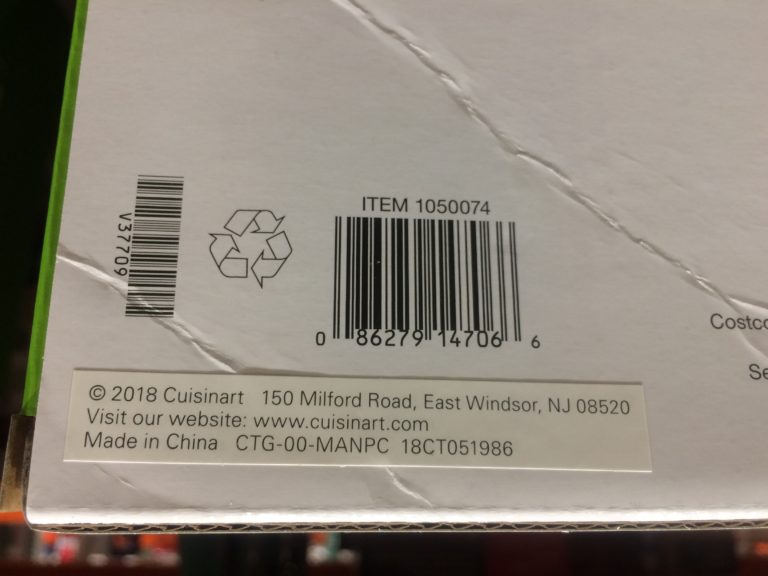 V37709
ITEM 1050074
0 86279 14706 6
Costco
Se
© 2018 Cuisinart 150 Milford Road, East Windsor, NJ 08520
Visit our website: www.cuisinart.com
Made in China CTG-00-MANPC 18CT051986